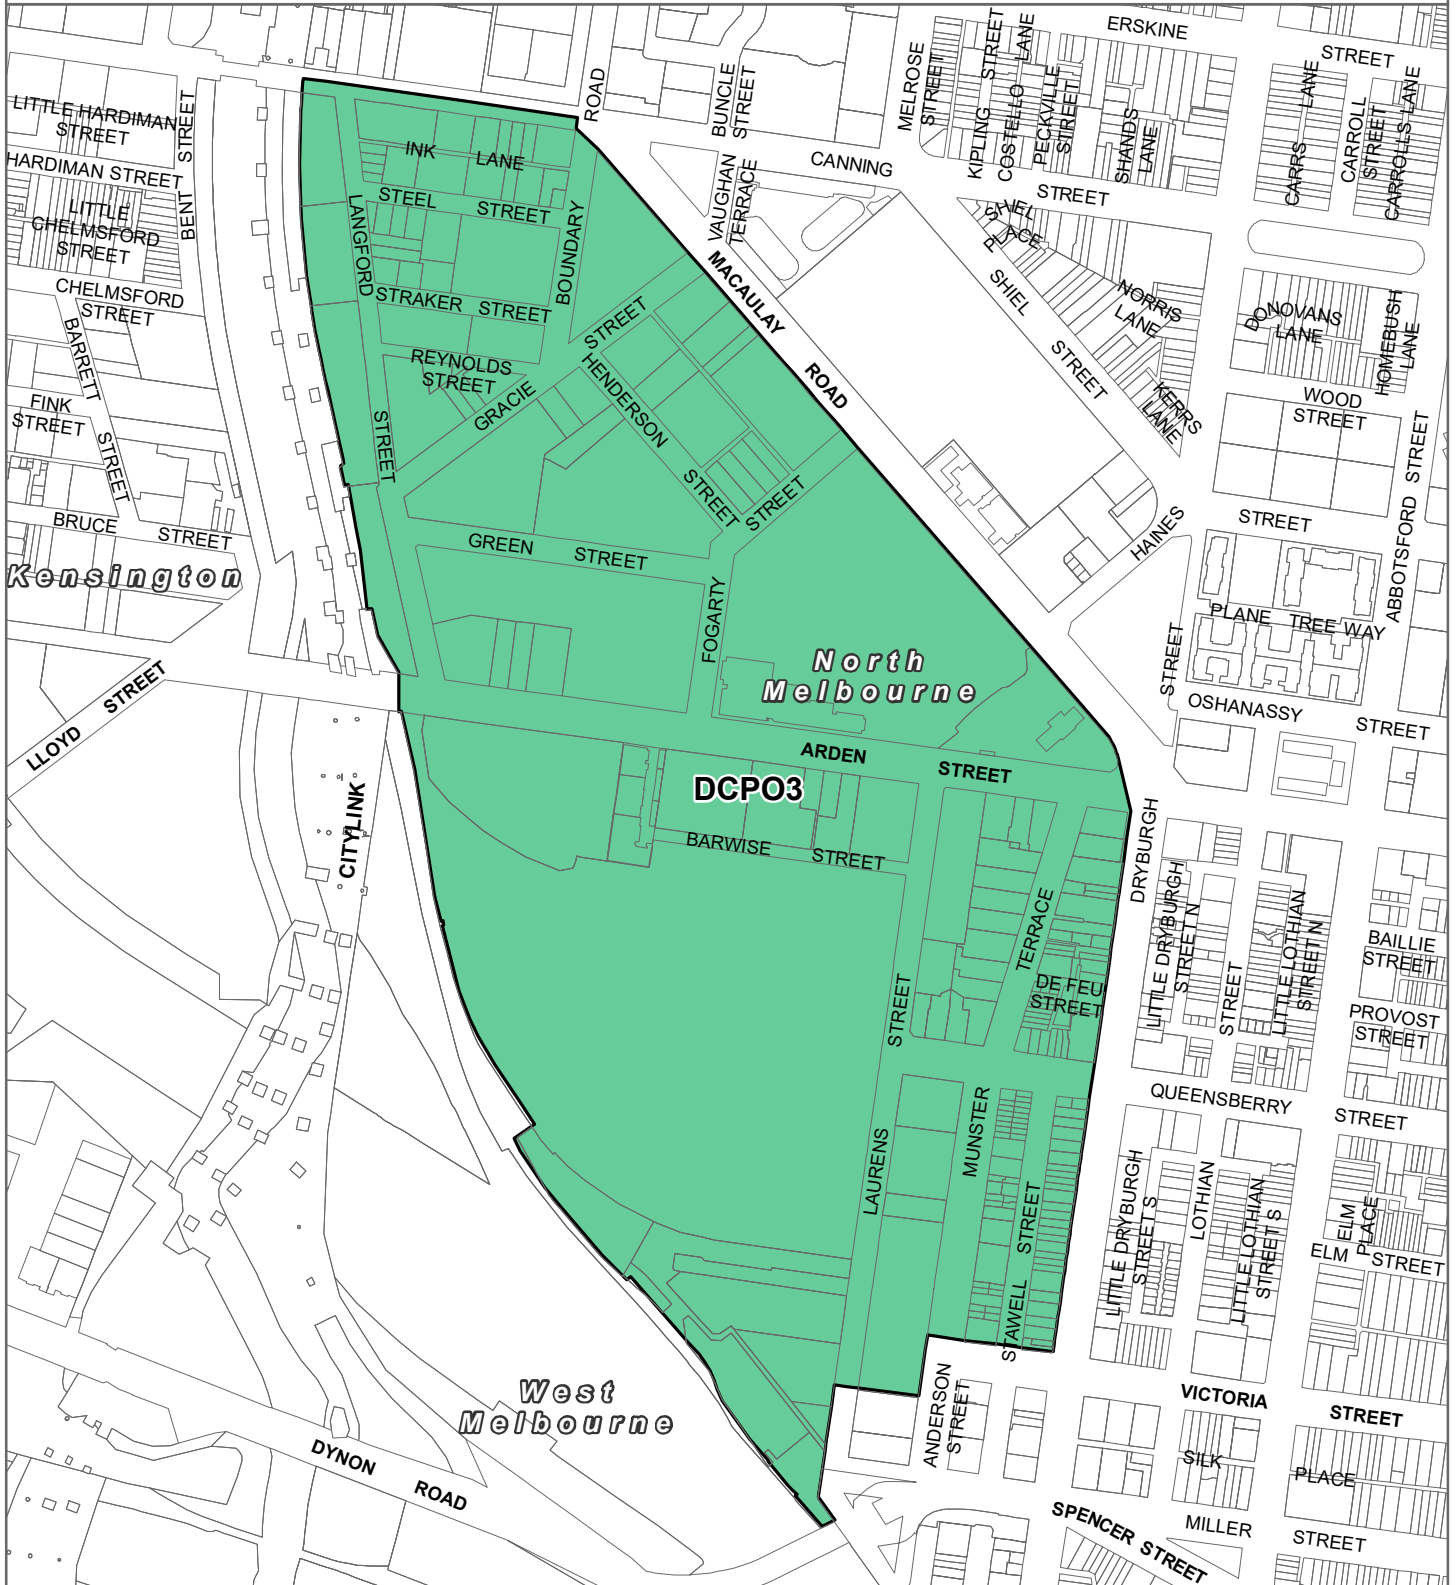 ERSKINE
STREET
MELROSE
STREET
KIPLING
STREET
COSTELLO
LANE
PECKVILLE
STREET
SHANDS
LANE
CARRS
LANE
CARROLL
STREET
CARROLLS LANE
BUNCLE
STREET
ROAD
LITTLE HARDIMAN
STREET
BENT
STREET
HARDIMAN STREET
LITTLE
CHELMSFORD
STREET
CHELMSFORD
STREET
BARRETT
STREET
FINK
STREET
BRUCE
STREET
Kensington
INK
LANE
STEEL
STREET
LANGFORD
STREET
BOUNDARY
STRAKER
STREET
REYNOLDS
STREET
GRACIE
STREET
HENDERSON
STREET
GREEN
STREET
FOGARTY
STREET
CANNING
STREET
VAUGHAN
TERRACE
MACAULAY
ROAD
SHIEL
PLACE
SHIEL
STREET
NORRIS
LANE
KERRS
LANE
DONOVANS
LANE
HOMEBUSH
LANE
WOOD
STREET
HAINES
STREET
ABBOTSFORD
STREET
PLANE
TREE WAY
STREET
OSHANASSY
STREET
North
Melbourne
LLOYD
STREET
CITYLINK
ARDEN
STREET
DCPO3
BARWISE
STREET
DRYBURGH
TERRACE
DE FEU
STREET
LITTLE DRYBURGH
STREET N
STREET
LITTLE LOTHIAN
STREET N
BAILLIE
STREET
PROVOST
STREET
STREET
QUEENSBERRY
STREET
LAURENS
MUNSTER
STAWELL
STREET
LITTLE DRYBURGH
STREET S
LOTHIAN
LITTLE LOTHIAN
STREET S
ELM
PLACE
ELM
STREET
ANDERSON
STREET
VICTORIA
STREET
West
Melbourne
DYNON
ROAD
SILK
PLACE
SPENCER
STREET
MILLER
STREET